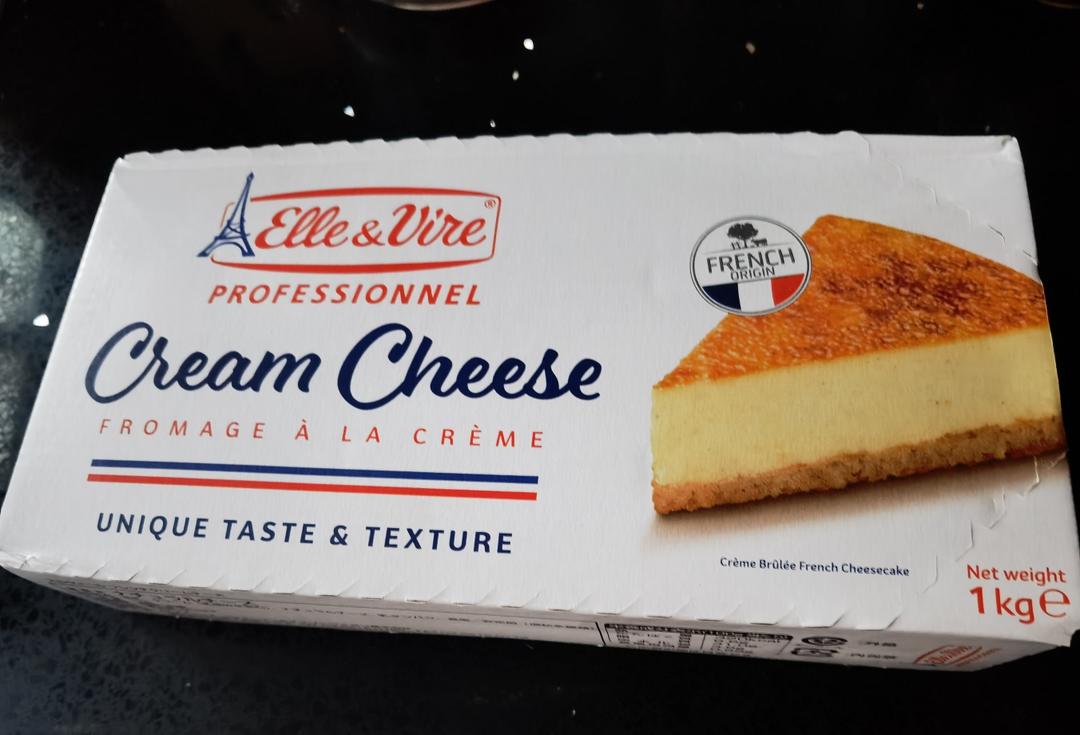 Elle & Vire®
PROFESSIONNEL
Cream Cheese
FROMAGE À LA CRÈME
UNIQUE TASTE & TEXTURE
FRENCH
ORIGIN
Crème Brûlée French Cheesecake
Net weight
1kg℮